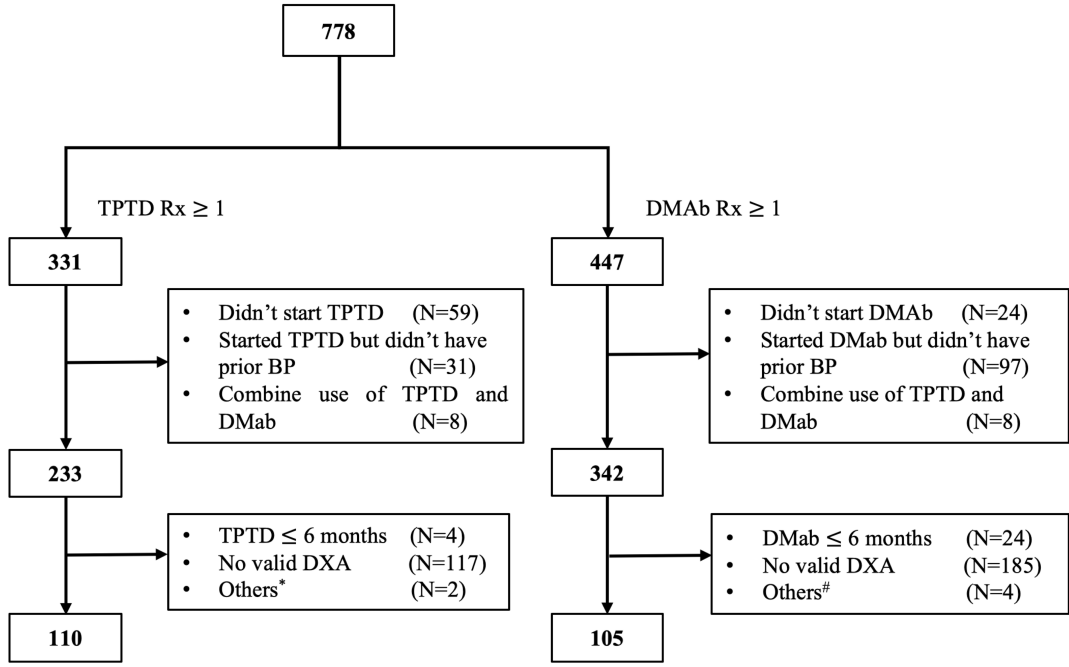 778
TPTD Rx ≥ 1
DMAb Rx ≥ 1
331
447
• Didn't start TPTD (N=59)
• Started TPTD but didn't have
prior BP (N=31)
• Combine use of TPTD and
DMab (N=8)
• Didn't start DMAb (N=24)
• Started DMab but didn't have
prior BP (N=97)
• Combine use of TPTD and
DMab (N=8)
233
342
• TPTD ≤ 6 months (N=4)
• No valid DXA (N=117)
• Others* (N=2)
• DMab ≤ 6 months (N=24)
• No valid DXA (N=185)
• Others# (N=4)
110
105